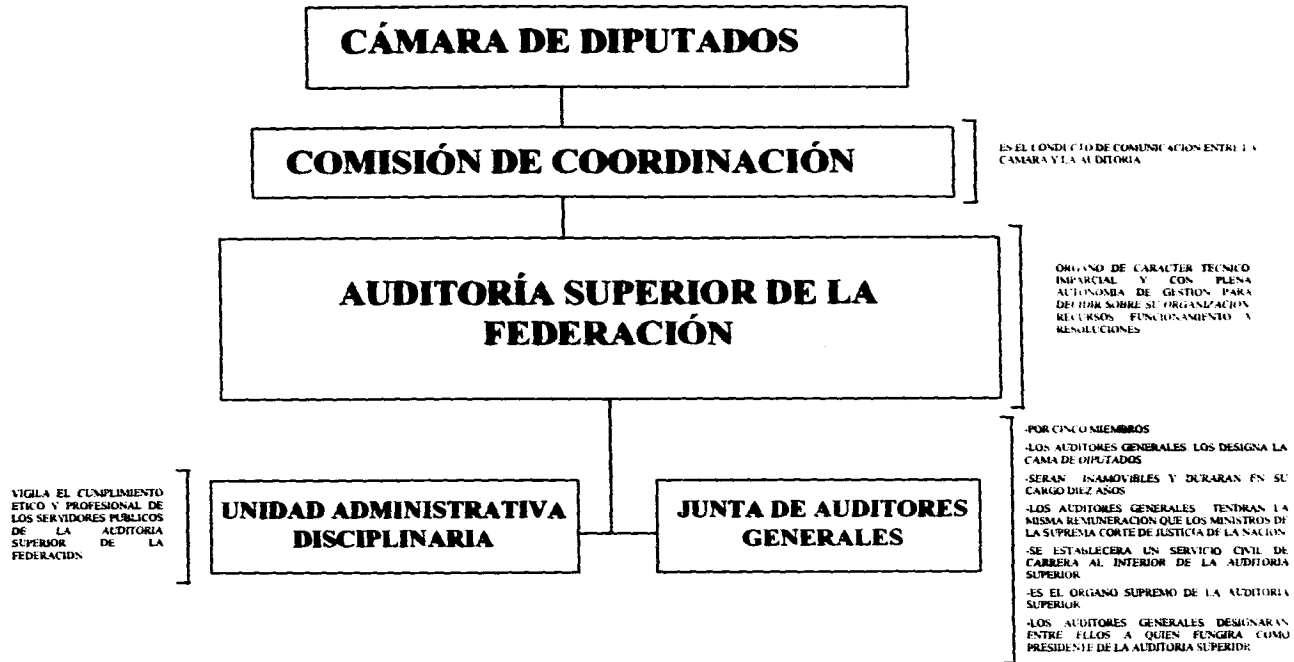 CÁMARA DE DIPUTADOS
COMISIÓN DE COORDINACIÓN
ES EL CONDUCTO DE COMUNICACION ENTRE LA
CAMARA Y LA AUDITORIA
AUDITORÍA SUPERIOR DE LA
FEDERACIÓN
ORGANO DE CARACTER TECNICO
IMPARCIAL Y CON PLENA
AUTONOMIA DE GESTION PARA
DECIDIR SOBRE SU ORGANIZACION
RECURSOS FUNCIONAMIENTO Y
RESOLUCIONES
VIGILA EL CUMPLIMIENTO
ETICO Y PROFESIONAL DE
LOS SERVIDORES PUBLICOS
DE LA AUDITORIA
SUPERIOR DE LA
FEDERACION
UNIDAD ADMINISTRATIVA
DISCIPLINARIA
JUNTA DE AUDITORES
GENERALES
-POR CINCO MIEMBROS
-LOS AUDITORES GENERALES LOS DESIGNA LA
CAMA DE DIPUTADOS
-SERAN INAMOVIBLES Y DURARAN EN SU
CARGO DIEZ AÑOS
-LOS AUDITORES GENERALES TENDRAN LA
MISMA REMUNERACION QUE LOS MINISTROS DE
LA SUPREMA CORTE DE JUSTICIA DE LA NACION
-SE ESTABLECERA UN SERVICIO CIVIL DE
CARRERA AL INTERIOR DE LA AUDITORIA
SUPERIOR
-ES EL ORGANO SUPREMO DE LA AUDITORIA
SUPERIOR
-LOS AUDITORES GENERALES DESIGNARAN
ENTRE ELLOS A QUIEN FUNGIRA COMO
PRESIDENTE DE LA AUDITORIA SUPERIOR